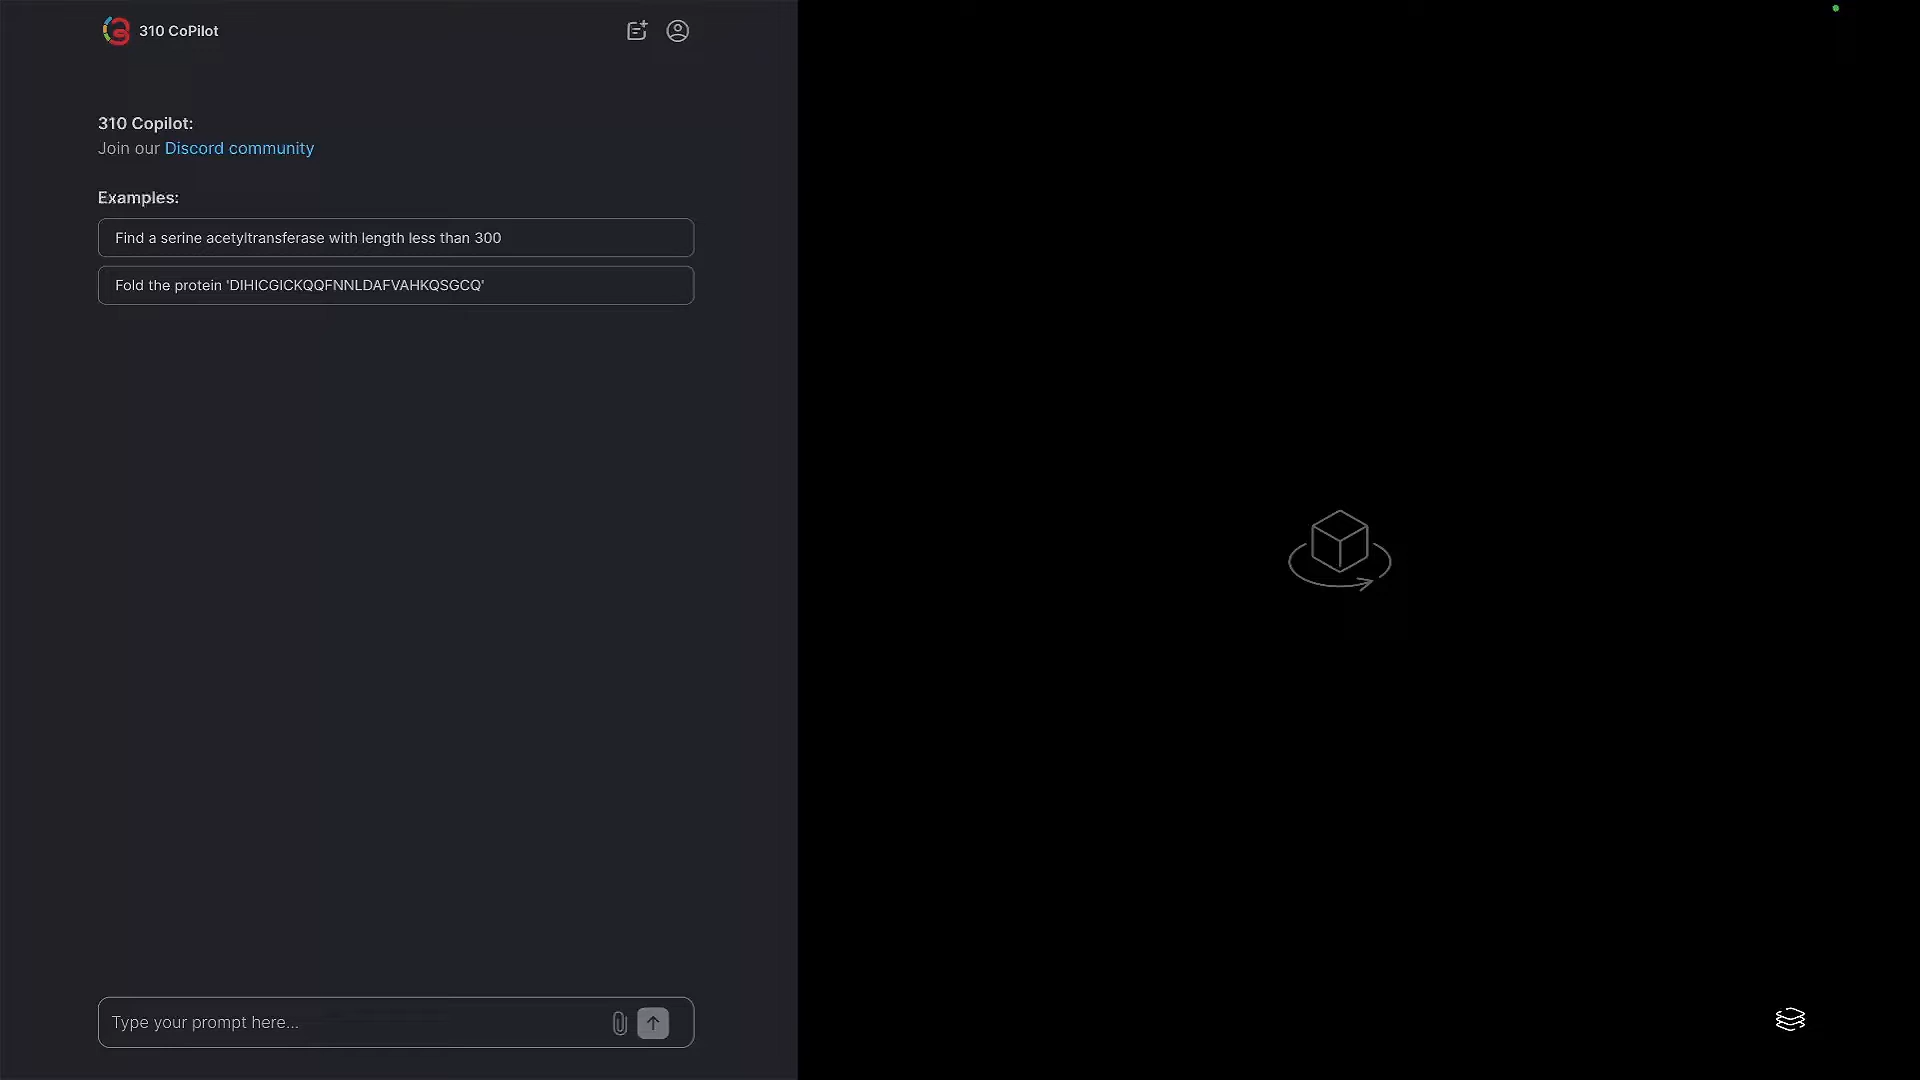 310 CoPilot
310 Copilot:
Join our Discord community
Examples:
Find a serine acetyltransferase with length less than 300
Fold the protein 'DIHICGICKQQFNNLDAFVAHKQSGCQ'
Type your prompt here...